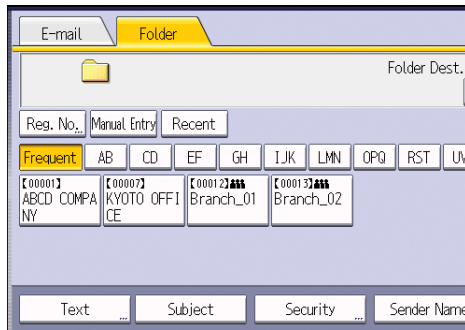 E-mail Folder
Folder Dest.
Reg. No. Manual Entry Recent
Frequent AB CD EF GH IJK LMN OPQ RST UV
【00001】 【00007】 【00012】 【00013】
ABCD COMPA KYOTO OFFI Branch_01 Branch_02
NY CE
Text Subject Security Sender Name